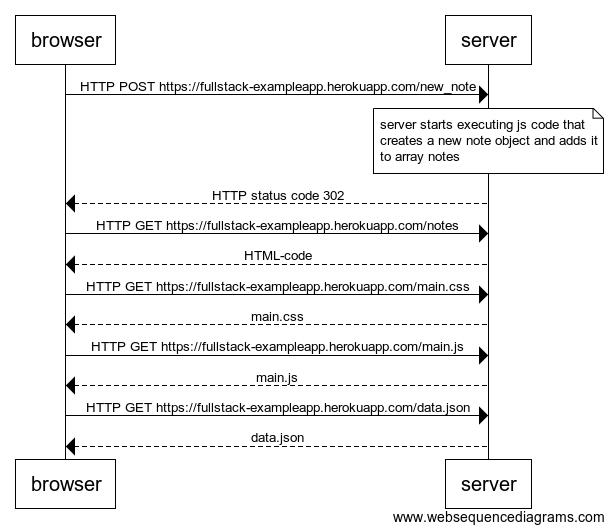 browser
server
HTTP POST https://fullstack-exampleapp.herokuapp.com/new_note
server starts executing js code that
creates a new note object and adds it
to array notes
HTTP status code 302
HTTP GET https://fullstack-exampleapp.herokuapp.com/notes
HTML-code
HTTP GET https://fullstack-exampleapp.herokuapp.com/main.css
main.css
HTTP GET https://fullstack-exampleapp.herokuapp.com/main.js
main.js
HTTP GET https://fullstack-exampleapp.herokuapp.com/data.json
data.json
browser
server
www.websequencediagrams.com